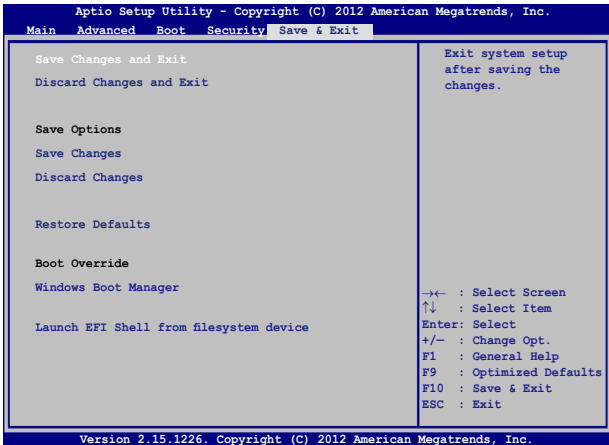 Aptio Setup Utility - Copyright (C) 2012 American Megatrends, Inc.
Main Advanced Boot Security Save & Exit
Save Changes and Exit
Discard Changes and Exit
Save Options
Save Changes
Discard Changes
Restore Defaults
Boot Override
Windows Boot Manager
Launch EFI Shell from filesystem device
Exit system setup
after saving the
changes.
→← : Select Screen
↑↓ : Select Item
Enter: Select
+/— : Change Opt.
F1 : General Help
F9 : Optimized Defaults
F10 : Save & Exit
ESC : Exit
Version 2.15.1226. Copyright (C) 2012 American Megatrends, Inc.